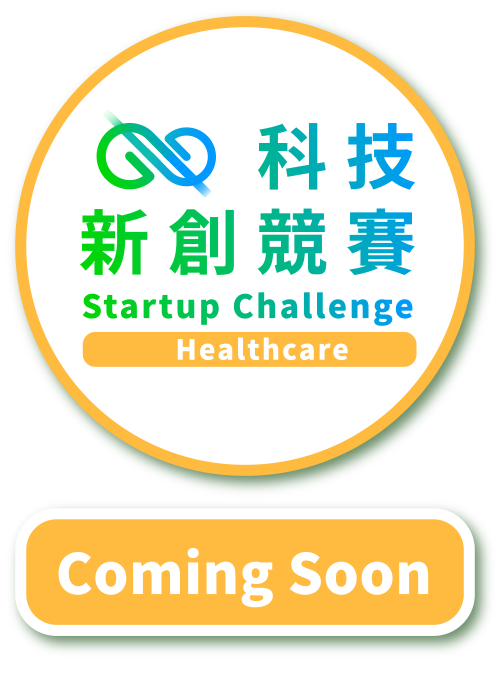 科技
新創競賽
Startup Challenge
Healthcare
Coming Soon